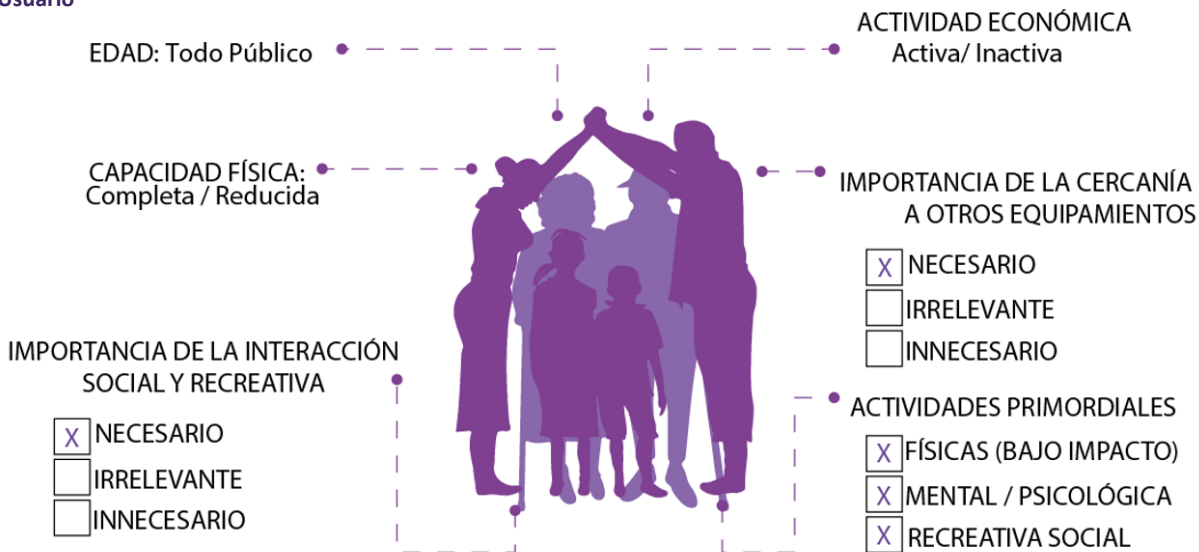 Usuario
EDAD: Todo Público
ACTIVIDAD ECONÓMICA
Activa/ Inactiva
CAPACIDAD FÍSICA:
Completa / Reducida
IMPORTANCIA DE LA CERCANÍA
A OTROS EQUIPAMIENTOS
X NECESARIO
IRRELEVANTE
INNECESARIO
IMPORTANCIA DE LA INTERACCIÓN
SOCIAL Y RECREATIVA
X NECESARIO
IRRELEVANTE
INNECESARIO
ACTIVIDADES PRIMORDIALES
X FÍSICAS (BAJO IMPACTO)
X MENTAL / PSICOLÓGICA
X RECREATIVA SOCIAL